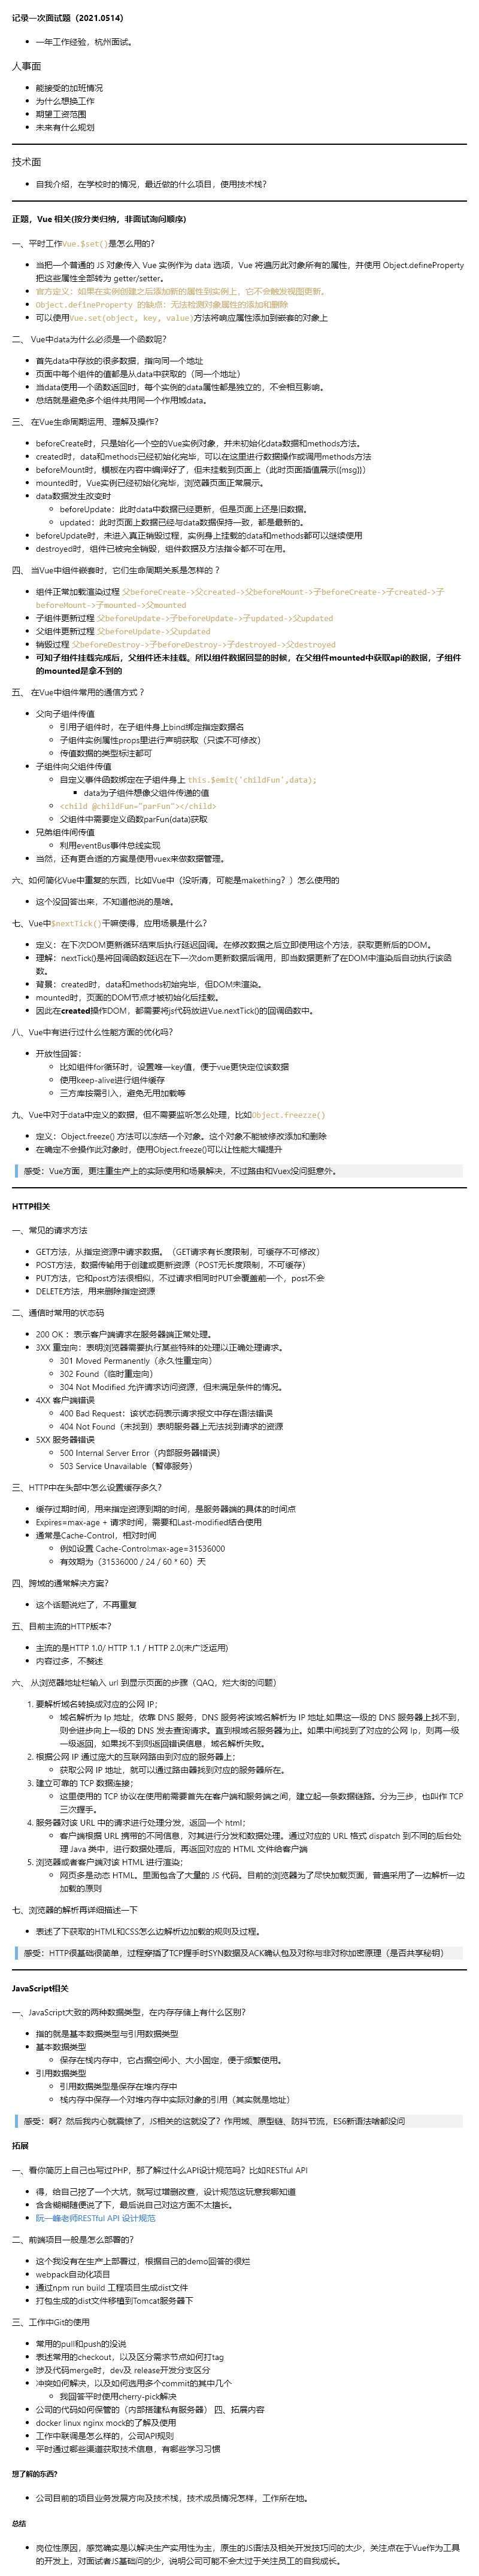 记录一次面试题（2021.0514）
一年工作经验，杭州面试。
人事面
能接受的加班情况
为什么想换工作
期望工资范围
未来有什么规划
技术面
自我介绍，在学校时的情况，最近做的什么项目，使用技术栈？
正题，Vue 相关(按分类归纳，非面试询问顺序)
一、平时工作Vue.$set()是怎么用的？
当把一个普通的 JS 对象传入 Vue 实例作为 data 选项，Vue 将遍历此对象所有的属性，并使用 Object.defineProperty
把这些属性全部转为 getter/setter。
官方定义：如果在实例创建之后添加新的属性到实例上，它不会触发视图更新。
Object.defineProperty 的缺点：无法检测对象属性的添加和删除
可以使用Vue.set(object, key, value)方法将响应属性添加到嵌套的对象上
二、 Vue中data为什么必须是一个函数呢？
首先data中存放的很多数据，指向同一个地址
页面中每个组件的值都是从data中获取的（同一个地址）
当data使用一个函数返回时，每个实例的data属性都是独立的，不会相互影响。
总结就是避免多个组件共用同一个作用域data。
三、 在Vue生命周期运用、理解及操作？
beforeCreate时，只是始化一个空的Vue实例对象，并未初始化data数据和methods方法。
created时，data和methods已经初始化完毕，可以在这里进行数据操作或调用methods方法
beforeMount时，模板在内容中编译好了，但未挂载到页面上（此时页面插值展示{{msg}}）
mounted时，Vue实例已经初始化完毕，浏览器页面正常展示。
data数据发生改变时
beforeUpdate：此时data中数据已经更新，但是页面上还是旧数据。
updated：此时页面上数据已经与data数据保持一致，都是最新的。
beforeUpdate时，未进入真正销毁过程，实例身上挂载的data和methods都可以继续使用
destroyed时，组件已被完全销毁，组件数据及方法指令都不可在用。
四、 当Vue中组件嵌套时，它们生命周期关系是怎样的 ?
组件正常加载渲染过程 父beforeCreate->父created->父beforeMount->子beforeCreate->子created->子
beforeMount->子mounted->父mounted
子组件更新过程 父beforeUpdate->子beforeUpdate->子updated->父updated
父组件更新过程 父beforeUpdate->父updated
销毁过程 父beforeDestroy->子beforeDestroy->子destroyed->父destroyed
可知子组件挂载完成后，父组件还未挂载。所以组件数据回显的时候，在父组件mounted中获取api的数据，子组件
的mounted是拿不到的
五、 在Vue中组件常用的通信方式 ?
父向子组件传值
引用子组件时，在子组件身上bind绑定指定数据名
子组件实例属性props里进行声明获取（只读不可修改）
传值数据的类型标注都可
子组件向父组件传值
自定义事件函数绑定在子组件身上 this.$emit('childFun',data);
data为子组件想像父组件传递的值
<child @childFun="parFun"></child>
父组件中需要定义函数parFun(data)获取
兄弟组件间传值
利用eventBus事件总线实现
当然，还有更合适的方案是使用vuex来做数据管理。
六、如何简化Vue中重复的东西，比如Vue中（没听清，可能是makething？）怎么使用的
这个没回答出来，不知道他说的是啥。
七、Vue中$nextTick()干嘛使得，应用场景是什么？
定义：在下次DOM更新循环结束后执行延迟回调。在修改数据之后立即使用这个方法，获取更新后的DOM。
理解：nextTick()是将回调函数延迟在下一次dom更新数据后调用，即当数据更新了在DOM中渲染后自动执行该函
数。
背景：created时，data和methods初始完毕，但DOM未渲染。
mounted时，页面的DOM节点才被初始化后挂载。
因此在created操作DOM，都需要将js代码放进Vue.nextTick()的回调函数中。
八、Vue中有进行过什么性能方面的优化吗？
开放性回答：
比如组件for循环时，设置唯一key值，便于vue更快定位该数据
使用keep-alive进行组件缓存
三方库按需引入，避免无用加载等
九、Vue中对于data中定义的数据，但不需要监听怎么处理，比如Object.freezze()
定义：Object.freeze() 方法可以冻结一个对象。这个对象不能被修改添加和删除
在确定不会操作此对象时，使用Object.freeze()可以让性能大幅提升
感受：Vue方面，更注重生产上的实际使用和场景解决，不过路由和Vuex没问挺意外。
HTTP相关
一、常见的请求方法
GET方法，从指定资源中请求数据。（GET请求有长度限制，可缓存不可修改）
POST方法，数据传输用于创建或更新资源（POST无长度限制，不可缓存）
PUT方法，它和post方法很相似，不过请求相同时PUT会覆盖前一个，post不会
DELETE方法，用来删除指定资源
二、通信时常用的状态码
200 OK： 表示客户端请求在服务器端正常处理。
3XX 重定向：表明浏览器需要执行某些特殊的处理以正确处理请求。
301 Moved Permanently（永久性重定向）
302 Found（临时重定向）
304 Not Modified 允许请求访问资源，但未满足条件的情况。
4XX 客户端错误
400 Bad Request：该状态码表示请求报文中存在语法错误
404 Not Found（未找到）表明服务器上无法找到请求的资源
5XX 服务器错误
500 Internal Server Error（内部服务器错误）
503 Service Unavailable（暂停服务）
三、HTTP中在头部中怎么设置缓存多久？
缓存过期时间，用来指定资源到期的时间，是服务器端的具体的时间点
Expires=max-age + 请求时间，需要和Last-modified结合使用
通常是Cache-Control，相对时间
例如设置 Cache-Control:max-age=31536000
有效期为（31536000 / 24 / 60 * 60）天
四、跨域的通常解决方案？
这个话题说烂了，不再重复
五、目前主流的HTTP版本？
主流的是HTTP 1.0/ HTTP 1.1 / HTTP 2.0(未广泛运用)
内容过多，不赘述
六、 从浏览器地址栏输入 url 到显示页面的步骤（QAQ，烂大街的问题）
1. 要解析域名转换成对应的公网 IP；
域名解析为 Ip 地址，依靠 DNS 服务，DNS 服务将该域名解析为 IP 地址.如果这一级的 DNS 服务器上找不到，
则会进步向上一级的 DNS 发去查询请求。直到根域名服务器为止。如果中间找到了对应的公网 Ip，则再一级
一级返回，如果找不到则返回错误信息，域名解析失败。
2. 根据公网 IP 通过庞大的互联网路由到对应的服务器上；
获取公网 IP 地址，就可以通过路由器找到对应的服务器所在。
3. 建立可靠的 TCP 数据连接；
这里使用的 TCP 协议在使用前需要首先在客户端和服务端之间，建立起一条数据链路。分为三步，也叫作 TCP
三次握手。
4. 服务器对该 URL 中的请求进行处理分发，返回一个 html；
客户端根据 URL 携带的不同信息，对其进行分发和数据处理。通过对应的 URL 格式 dispatch 到不同的后台处
理 Java 类中，进行数据处理后，再返回对应的 HTML 文件给客户端
5. 浏览器或者客户端对该 HTML 进行渲染；
网页多是动态 HTML。里面包含了大量的 JS 代码。目前的浏览器为了尽快加载页面，普遍采用了一边解析一边
加载的原则
七、浏览器的解析再详细描述一下
表述了下获取的HTML和CSS怎么边解析边加载的规则及过程。
感受：HTTP很基础很简单，过程穿插了TCP握手时SYN数据及ACK确认包及对称与非对称加密原理（是否共享秘钥）
JavaScript相关
一、JavaScript大致的两种数据类型，在内存存储上有什么区别？
指的就是基本数据类型与引用数据类型
基本数据类型
保存在栈内存中，它占据空间小、大小固定，便于频繁使用。
引用数据类型
引用数据类型是保存在堆内存中
栈内存中保存一个对堆内存中实际对象的引用（其实就是地址）
感受：啊？然后我内心就震惊了，JS相关的这就没了？作用域、原型链、防抖节流，ES6新语法啥都没问
拓展
一、看你简历上自己也写过PHP，那了解过什么API设计规范吗？比如RESTful API
得，给自己挖了一个大坑，就写过增删改查，设计规范这玩意我哪知道
含含糊糊随便说了下，最后说自己对这方面不太擅长。
阮一峰老师RESTful API 设计规范
二、前端项目一般是怎么部署的？
这个我没有在生产上部署过，根据自己的demo回答的很烂
webpack自动化项目
通过npm run build 工程项目生成dist文件
打包生成的dist文件移植到Tomcat服务器下
三、工作中Git的使用
常用的pull和push的没说
表述常用的checkout，以及区分需求节点如何打tag
涉及代码merge时，dev及 release开发分支区分
冲突如何解决，以及如何选用多个commit的其中几个
我回答平时使用cherry-pick解决
公司的代码如何保管的（内部搭建私有服务器） 四、拓展内容
docker linux nginx mock的了解及使用
工作中联调是怎么样的，公司API规则
平时通过哪些渠道获取技术信息，有哪些学习习惯
想了解的东西？
公司目前的项目业务发展方向及技术栈，技术成员情况怎样，工作所在地。
总结
岗位性原因，感觉确实是以解决生产实用性为主，原生的JS语法及相关开发技巧问的太少，关注点在于Vue作为工具
的开发上，对面试者JS基础问的少，说明公司可能不会太过于关注员工的自我成长。